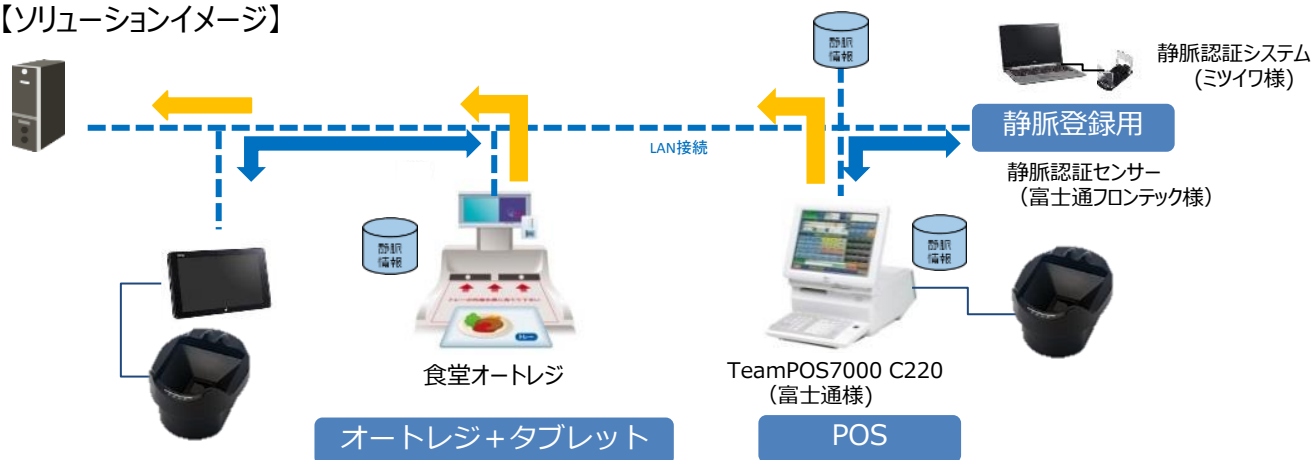 【ソリューションイメージ】
静脈
情報
静脈認証システム
(ミツイワ様)
静脈登録用
LAN接続
静脈認証センサー
（富士通フロンテック様）
静脈
情報
静脈
情報
食堂オートレジ
TeamPOS7000 C220
（富士通様）
オートレジ＋タブレット
POS